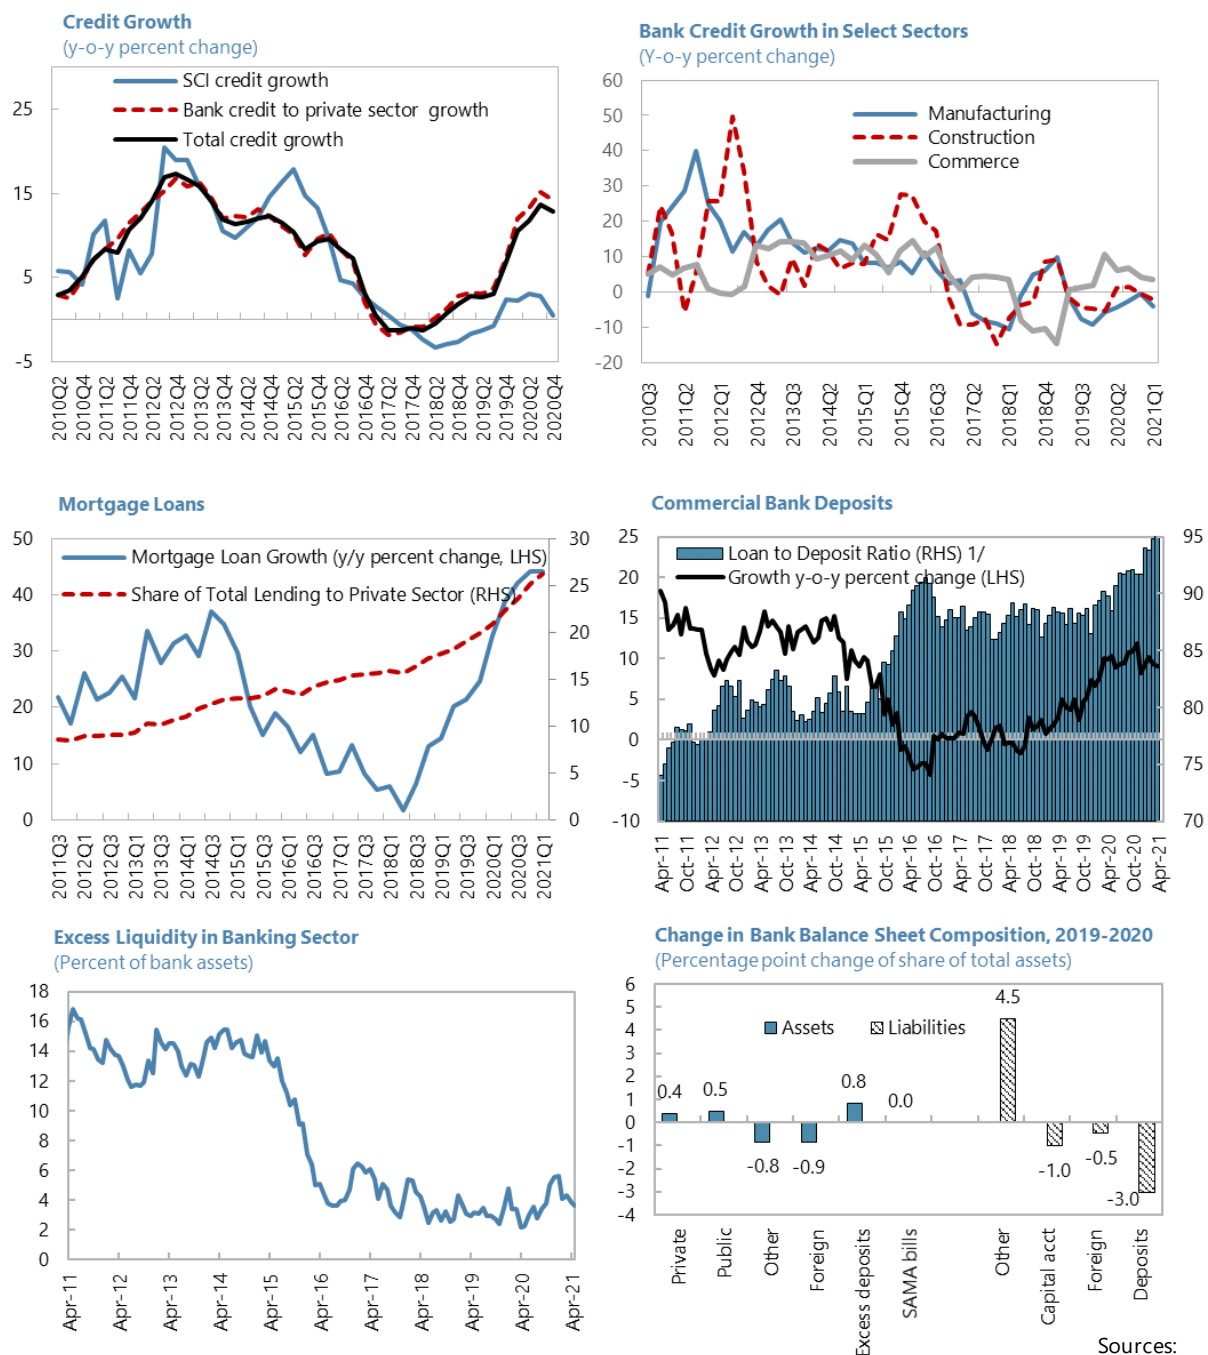 Credit Growth
(y-o-y percent change)
SCI credit growth
Bank credit to private sector growth
Total credit growth
25
15
5
-5
2010Q2
2010Q4
2011Q2
2011Q4
2012Q2
2012Q4
2013Q2
2013Q4
2014Q2
2014Q4
2015Q2
2015Q4
2016Q2
2016Q4
2017Q2
2017Q4
2018Q2
2018Q4
2019Q2
2019Q4
2020Q2
2020Q4
Bank Credit Growth in Select Sectors
(Y-o-y percent change)
60
50
40
30
20
10
0
-10
-20
Manufacturing
Construction
Commerce
2010Q3
2011Q2
2012Q1
2012Q4
2013Q3
2014Q2
2015Q1
2015Q4
2016Q3
2017Q2
2018Q1
2018Q4
2019Q3
2020Q2
2021Q1
Mortgage Loans
50
40
30
20
10
0
30
25
20
15
10
5
0
Mortgage Loan Growth (y/y percent change, LHS)
Share of Total Lending to Private Sector (RHS)
2011Q3
2012Q1
2012Q3
2013Q1
2013Q3
2014Q1
2014Q3
2015Q1
2015Q3
2016Q1
2016Q3
2017Q1
2017Q3
2018Q1
2018Q3
2019Q1
2019Q3
2020Q1
2020Q3
2021Q1
Commercial Bank Deposits
25
20
15
10
5
0
-5
-10
95
90
85
80
75
70
Loan to Deposit Ratio (RHS) 1/
Growth y-o-y percent change (LHS)
Apr-11
Oct-11
Apr-12
Oct-12
Apr-13
Oct-13
Apr-14
Oct-14
Apr-15
Oct-15
Apr-16
Oct-16
Apr-17
Oct-17
Apr-18
Oct-18
Apr-19
Oct-19
Apr-20
Oct-20
Apr-21
Excess Liquidity in Banking Sector
(Percent of bank assets)
18
16
14
12
10
8
6
4
2
0
Apr-11
Apr-12
Apr-13
Apr-14
Apr-15
Apr-16
Apr-17
Apr-18
Apr-19
Apr-20
Apr-21
Change in Bank Balance Sheet Composition, 2019-2020
(Percentage point change of share of total assets)
6
5
4
3
2
1
0
-1
-2
-3
-4
Assets
Liabilities
0.4
0.5
-0.8
-0.9
0.8
0.0
4.5
-1.0
-0.5
-3.0
Private
Public
Other
Foreign
Excess deposits
SAMA bills
Other
Capital acct
Foreign
Deposits
Sources: